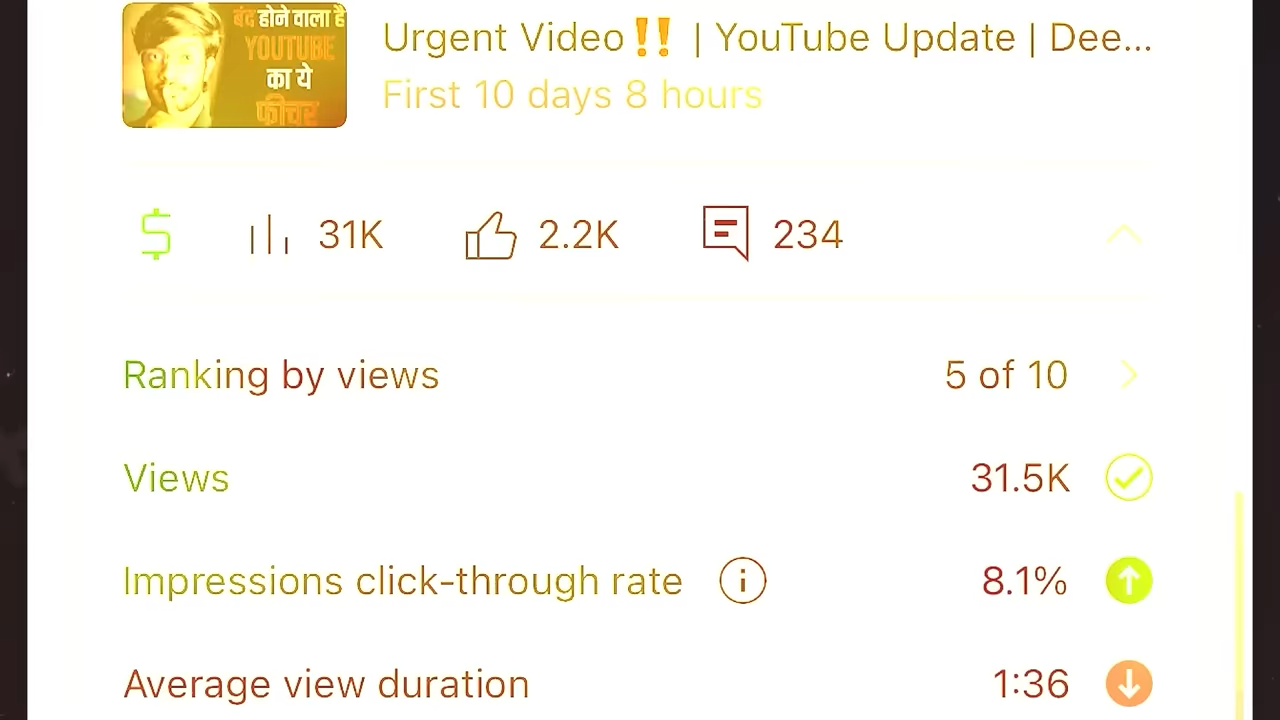 बंद होने वाला है
YOUTUBE
का ये
फीचर
Urgent Video‼️ | YouTube Update | Dee...
First 10 days 8 hours
$ 31K 2.2K 234
Ranking by views 5 of 10
Views 31.5K
Impressions click-through rate 8.1%
Average view duration 1:36